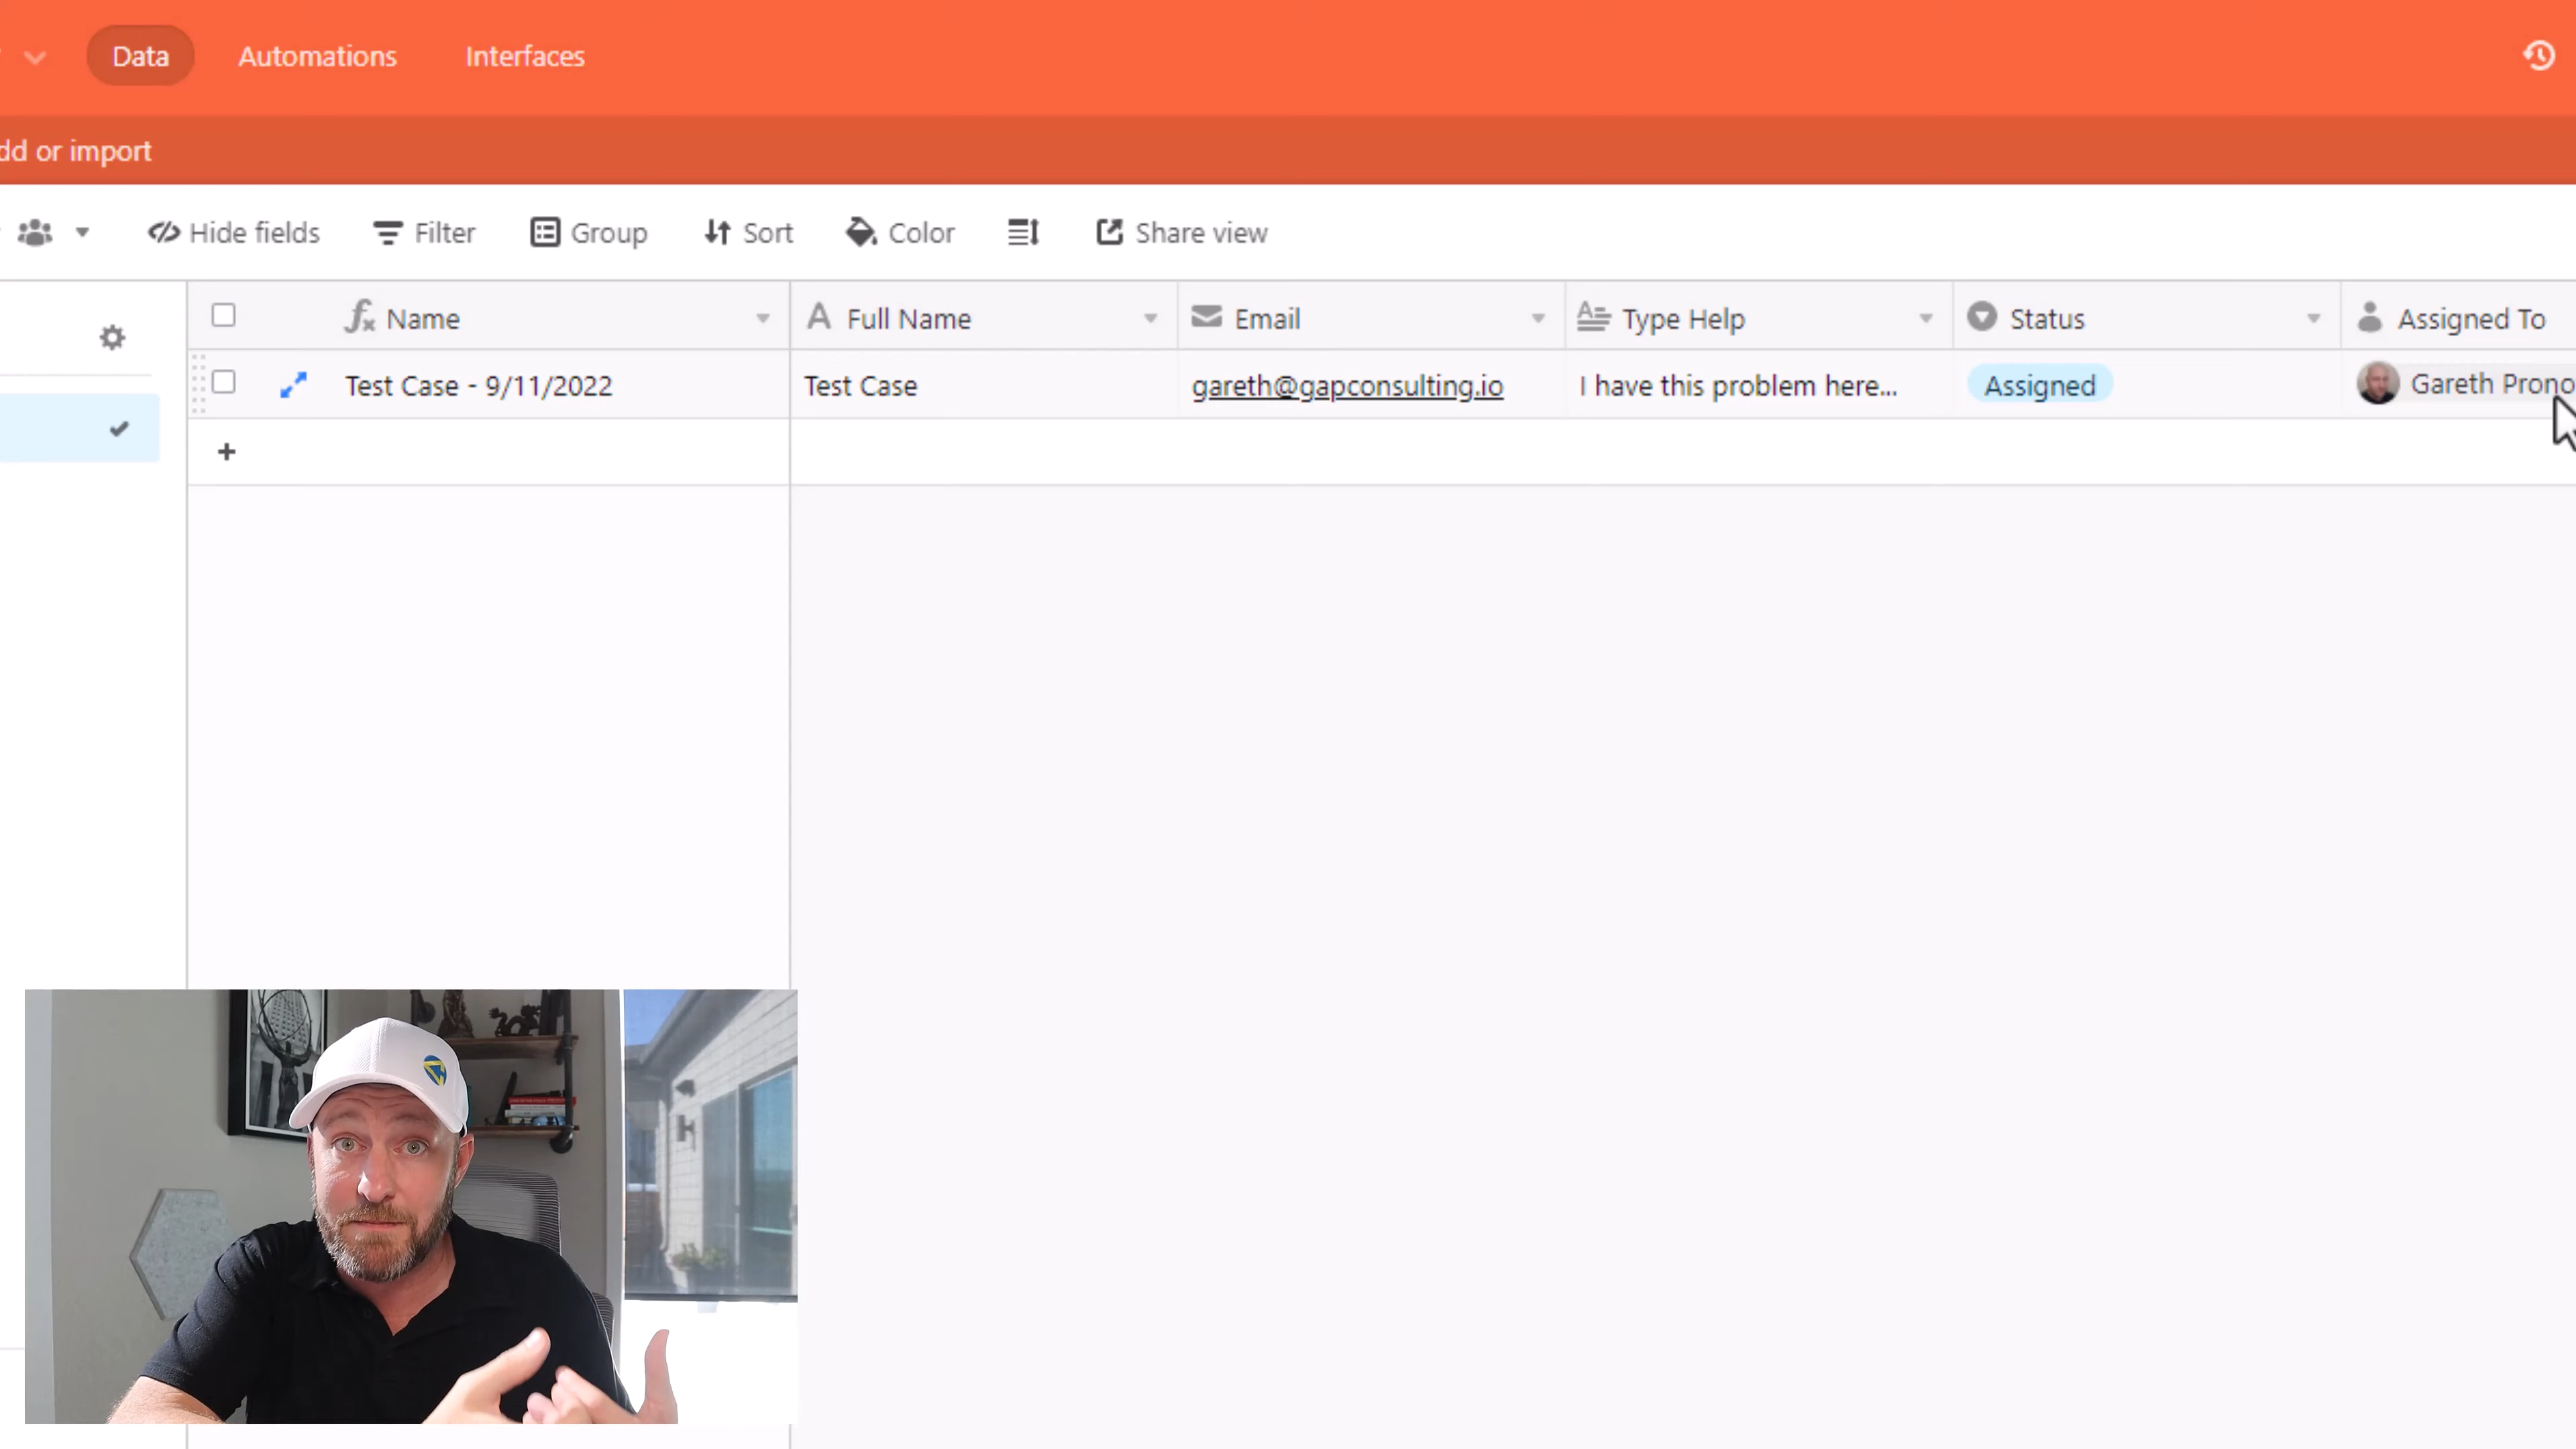 Data Automations Interfaces
dd or import
Hide fields Filter Group Sort Color Share view
Name Full Name Email Type Help Status Assigned To
Test Case - 9/11/2022 Test Case gareth@gapconsulting.io I have this problem here... Assigned Gareth Prono